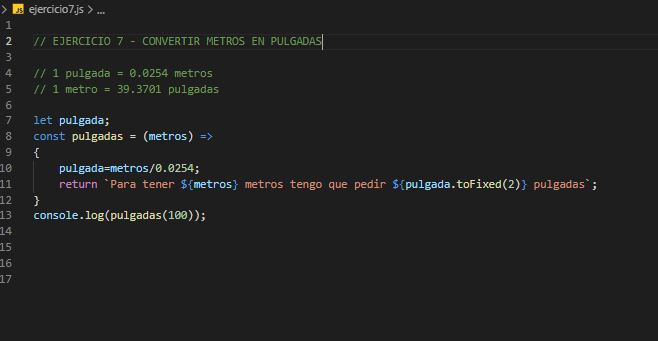 JS ejercicio7.js > ...
1
2 // EJERCICIO 7 - CONVERTIR METROS EN PULGADAS
3
4 // 1 pulgada = 0.0254 metros
5 // 1 metro = 39.3701 pulgadas
6
7 let pulgada;
8 const pulgadas = (metros) =>
9 {
10 pulgada=metros/0.0254;
11 return `Para tener ${metros} metros tengo que pedir ${pulgada.toFixed(2)} pulgadas`;
12 }
13 console.log(pulgadas(100));
14
15
16
17